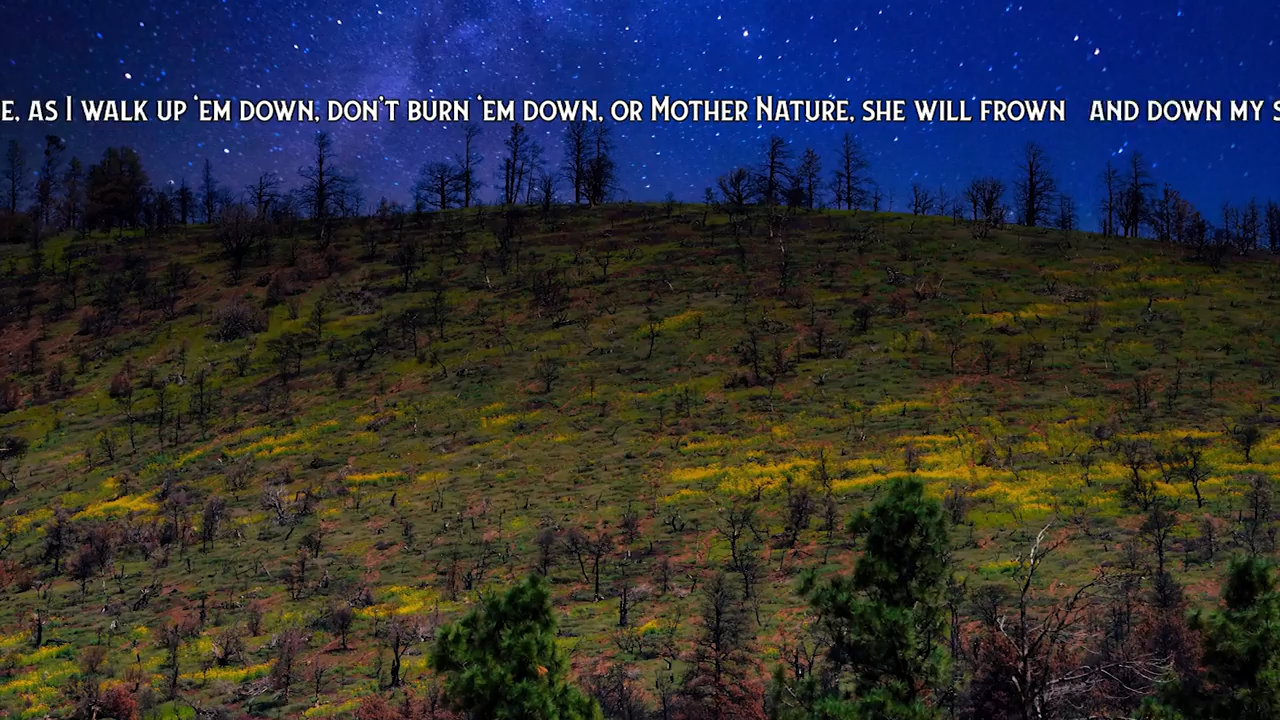 E, AS I WALK UP ‘EM DOWN, DON’T BURN ‘EM DOWN, OR MOTHER NATURE, SHE WILL FROWN AND DOWN MY S